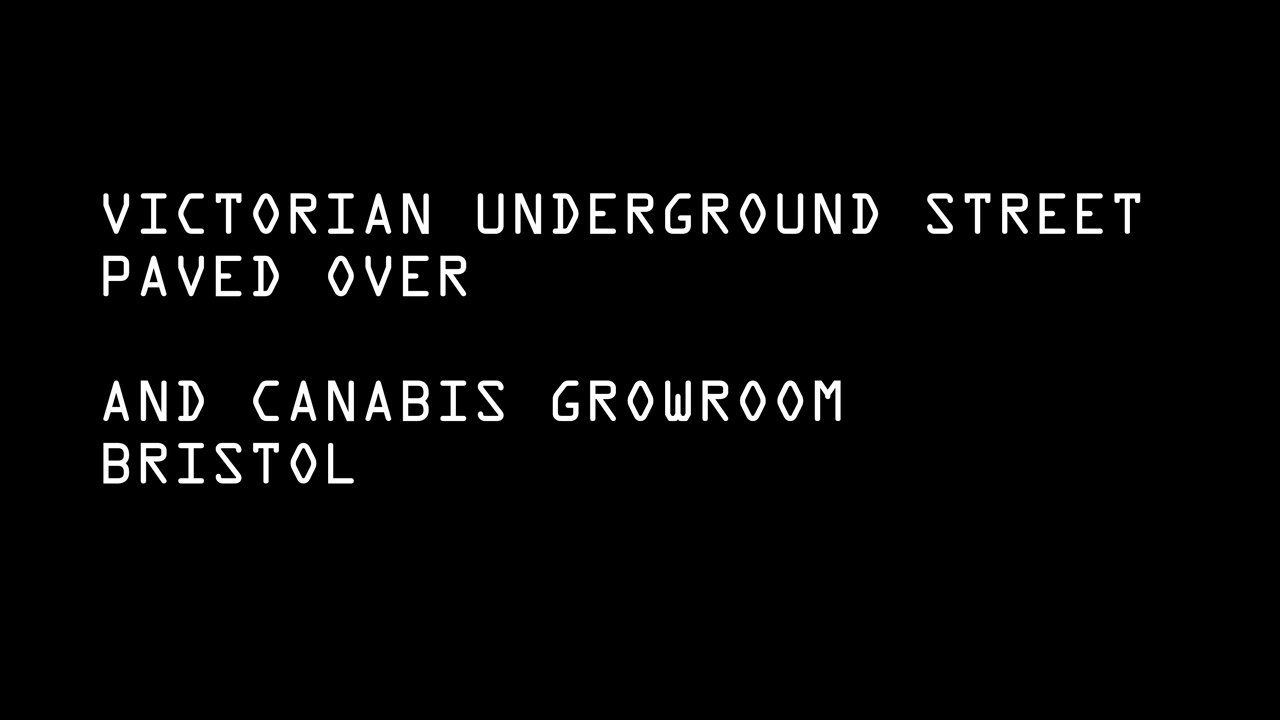 VICTORIAN UNDERGROUND STREET
PAVED OVER
AND CANABIS GROWROOM
BRISTOL